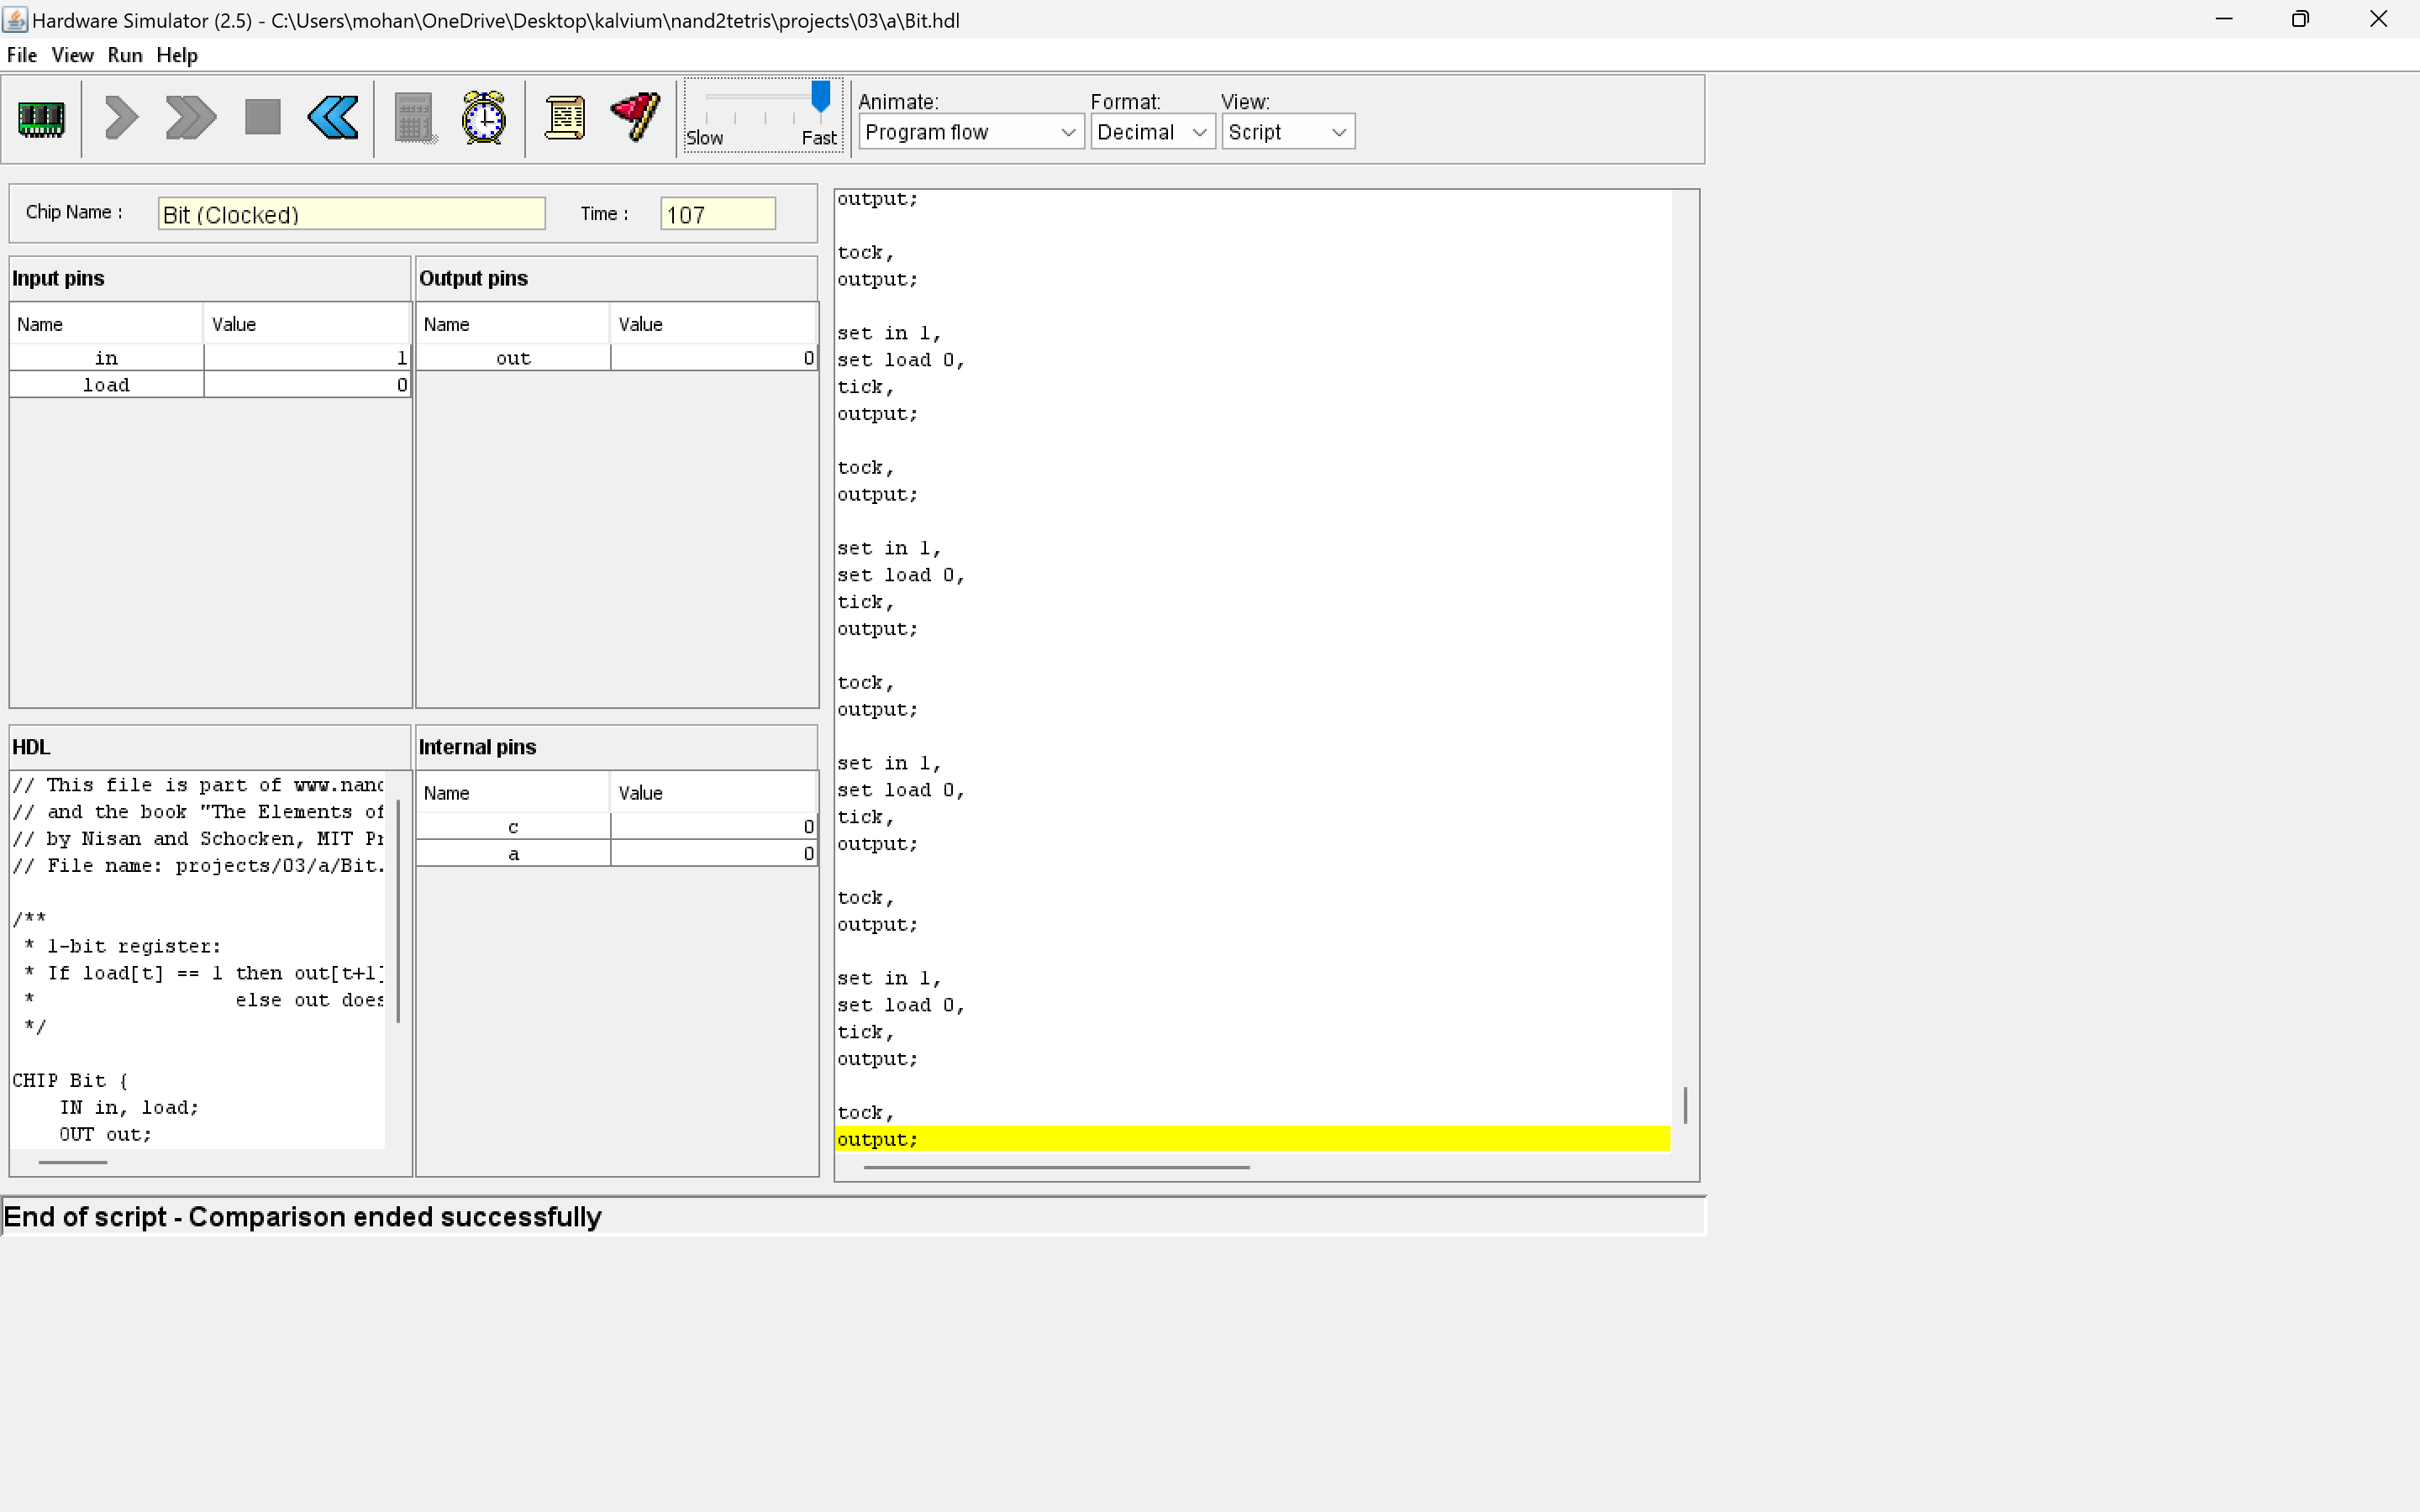 Hardware Simulator (2.5) - C:\Users\mohan\OneDrive\Desktop\kalvium\nand2tetris\projects\03\a\Bit.hdl
File View Run Help
Slow Fast
Animate: Format: View:
Program flow Decimal Script
Chip Name : Bit (Clocked) Time : 107
Input pins
Name Value
in 1
load 0
Output pins
Name Value
out 0
HDL
// This file is part of www.nand
// and the book "The Elements of
// by Nisan and Schocken, MIT Pr
// File name: projects/03/a/Bit.
/**
* 1-bit register:
* If load[t] == 1 then out[t+1]
* else out does
*/
CHIP Bit {
IN in, load;
OUT out;
Internal pins
Name Value
c 0
a 0
output;
tock,
output;
set in 1,
set load 0,
tick,
output;
tock,
output;
set in 1,
set load 0,
tick,
output;
tock,
output;
set in 1,
set load 0,
tick,
output;
tock,
output;
set in 1,
set load 0,
tick,
output;
tock,
output;
End of script - Comparison ended successfully